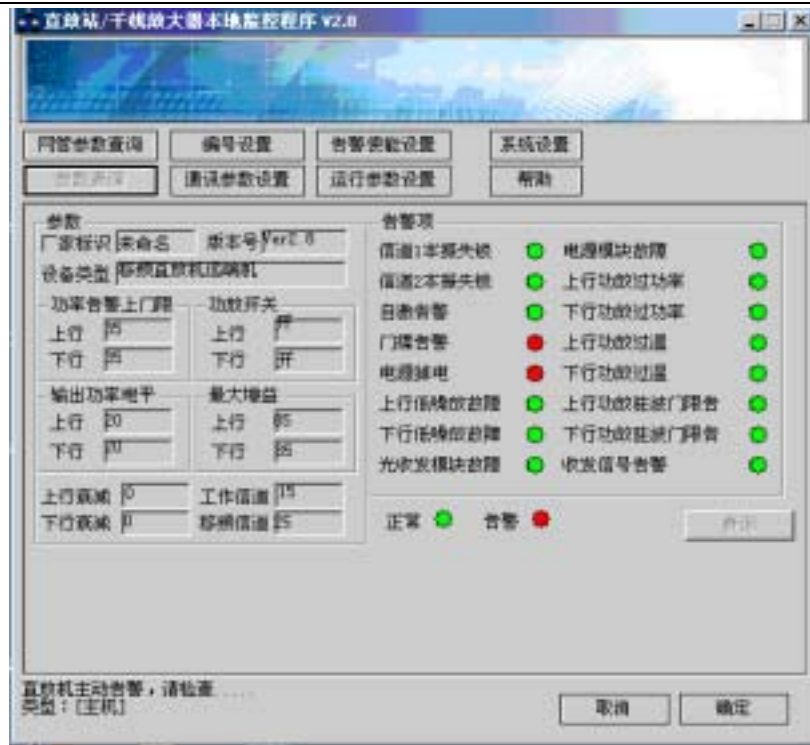 直放站/干线放大器本地监控程序 V2.0
网管参数查询 编号设置 告警使能设置 系统设置
参数查询 通讯参数设置 运行参数设置 帮助
参数
厂家标识 未命名 版本号 Ver2.0
设备类型 移频直放机远端机
功率告警上门限 功放开关
上行 35 上行 开
下行 35 下行 开
输出功率电平 最大增益
上行 20 上行
下行 下行
上行衰减 0 工作信道 15
下行衰减 0 移频信道 25
告警项
信道1本振失锁 电源模块故障
信道2本振失锁 上行功放过功率
自激告警 下行功放过功率
门禁告警 上行功放过温
电源掉电 下行功放过温
上行低噪放故障 上行功放驻波门限告
下行低噪放故障 下行功放驻波门限告
光收发模块故障 收发信号告警
正常 告警
直放机主动告警，请检查....
类型：[主机]
取消 确定